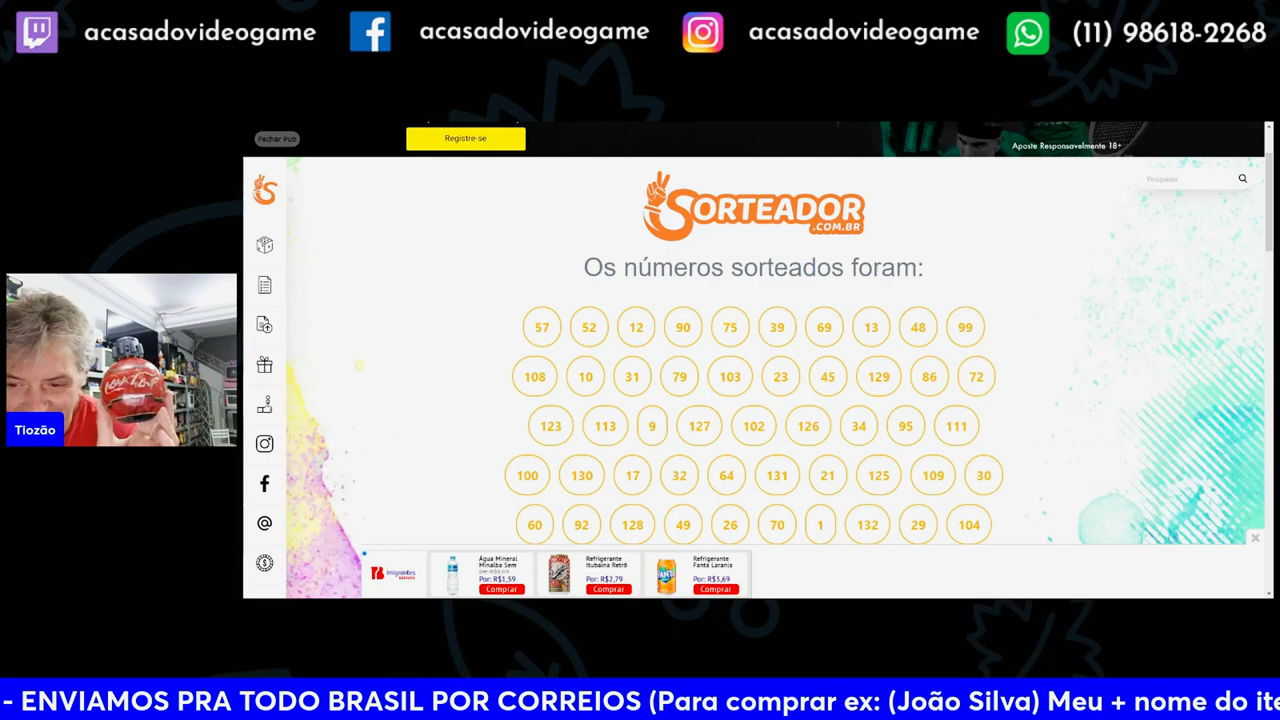 acasadovideogame acasadovideogame acasadovideogame (11) 98618-2268
Fechar Pub
Registre-se
Aposte Responsavelmente 18+
Pesquisar
SORTEADOR
.COM.BR
Os números sorteados foram:
57 52 12 90 75 39 69 13 48 99
108 10 31 79 103 23 45 129 86 72
123 113 9 127 102 126 34 95 111
100 130 17 32 64 131 21 125 109 30
60 92 128 49 26 70 1 132 29 104
Tiozão
Imigrantes
BEBIDAS
Água Mineral
Minalba Sem
Por: R$1,59
Comprar
Refrigerante
Itubaína Retrô
Por: R$2,79
Comprar
Refrigerante
Fanta Laranja
Por: R$3,69
Comprar
- ENVIAMOS PRA TODO BRASIL POR CORREIOS (Para comprar ex: (João Silva) Meu + nome do ite